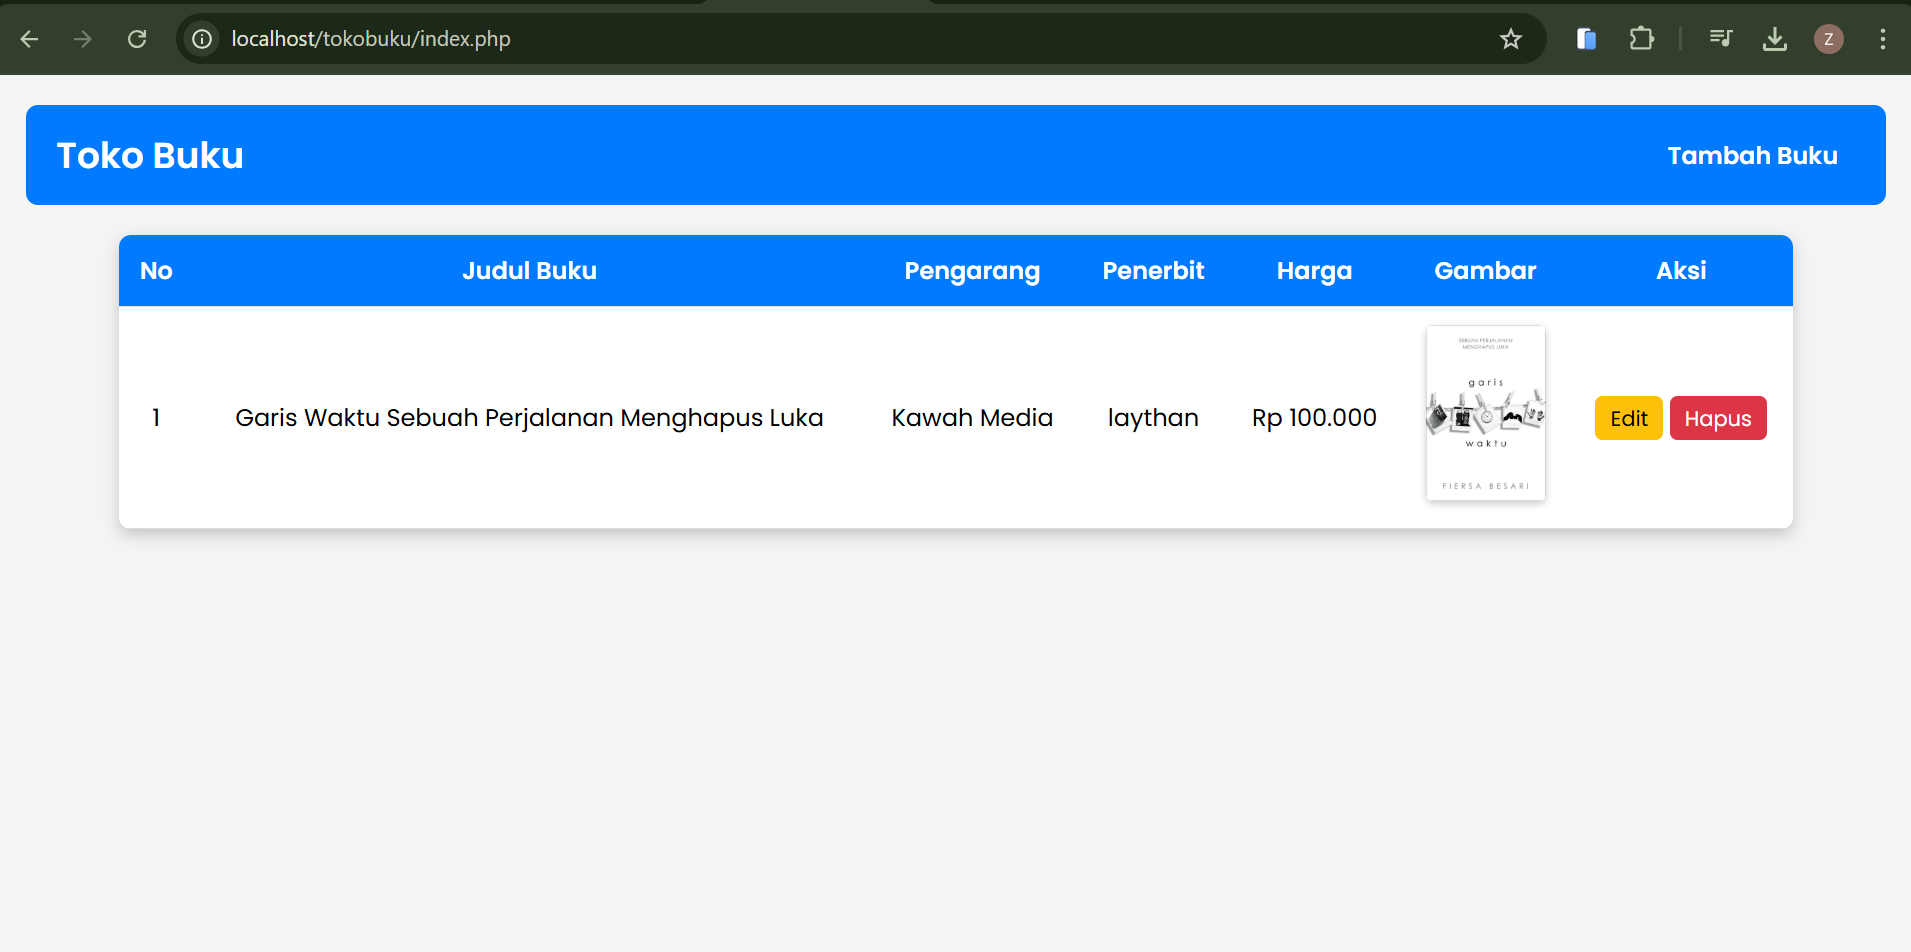 localhost/tokobuku/index.php
Z
Toko Buku
Tambah Buku
No Judul Buku Pengarang Penerbit Harga Gambar Aksi
SEBUAH PERJALANAN
MENGHAPUS LUKA
garis
waktu
FIERSA BESARI
1 Garis Waktu Sebuah Perjalanan Menghapus Luka Kawah Media laythan Rp 100.000 Edit Hapus